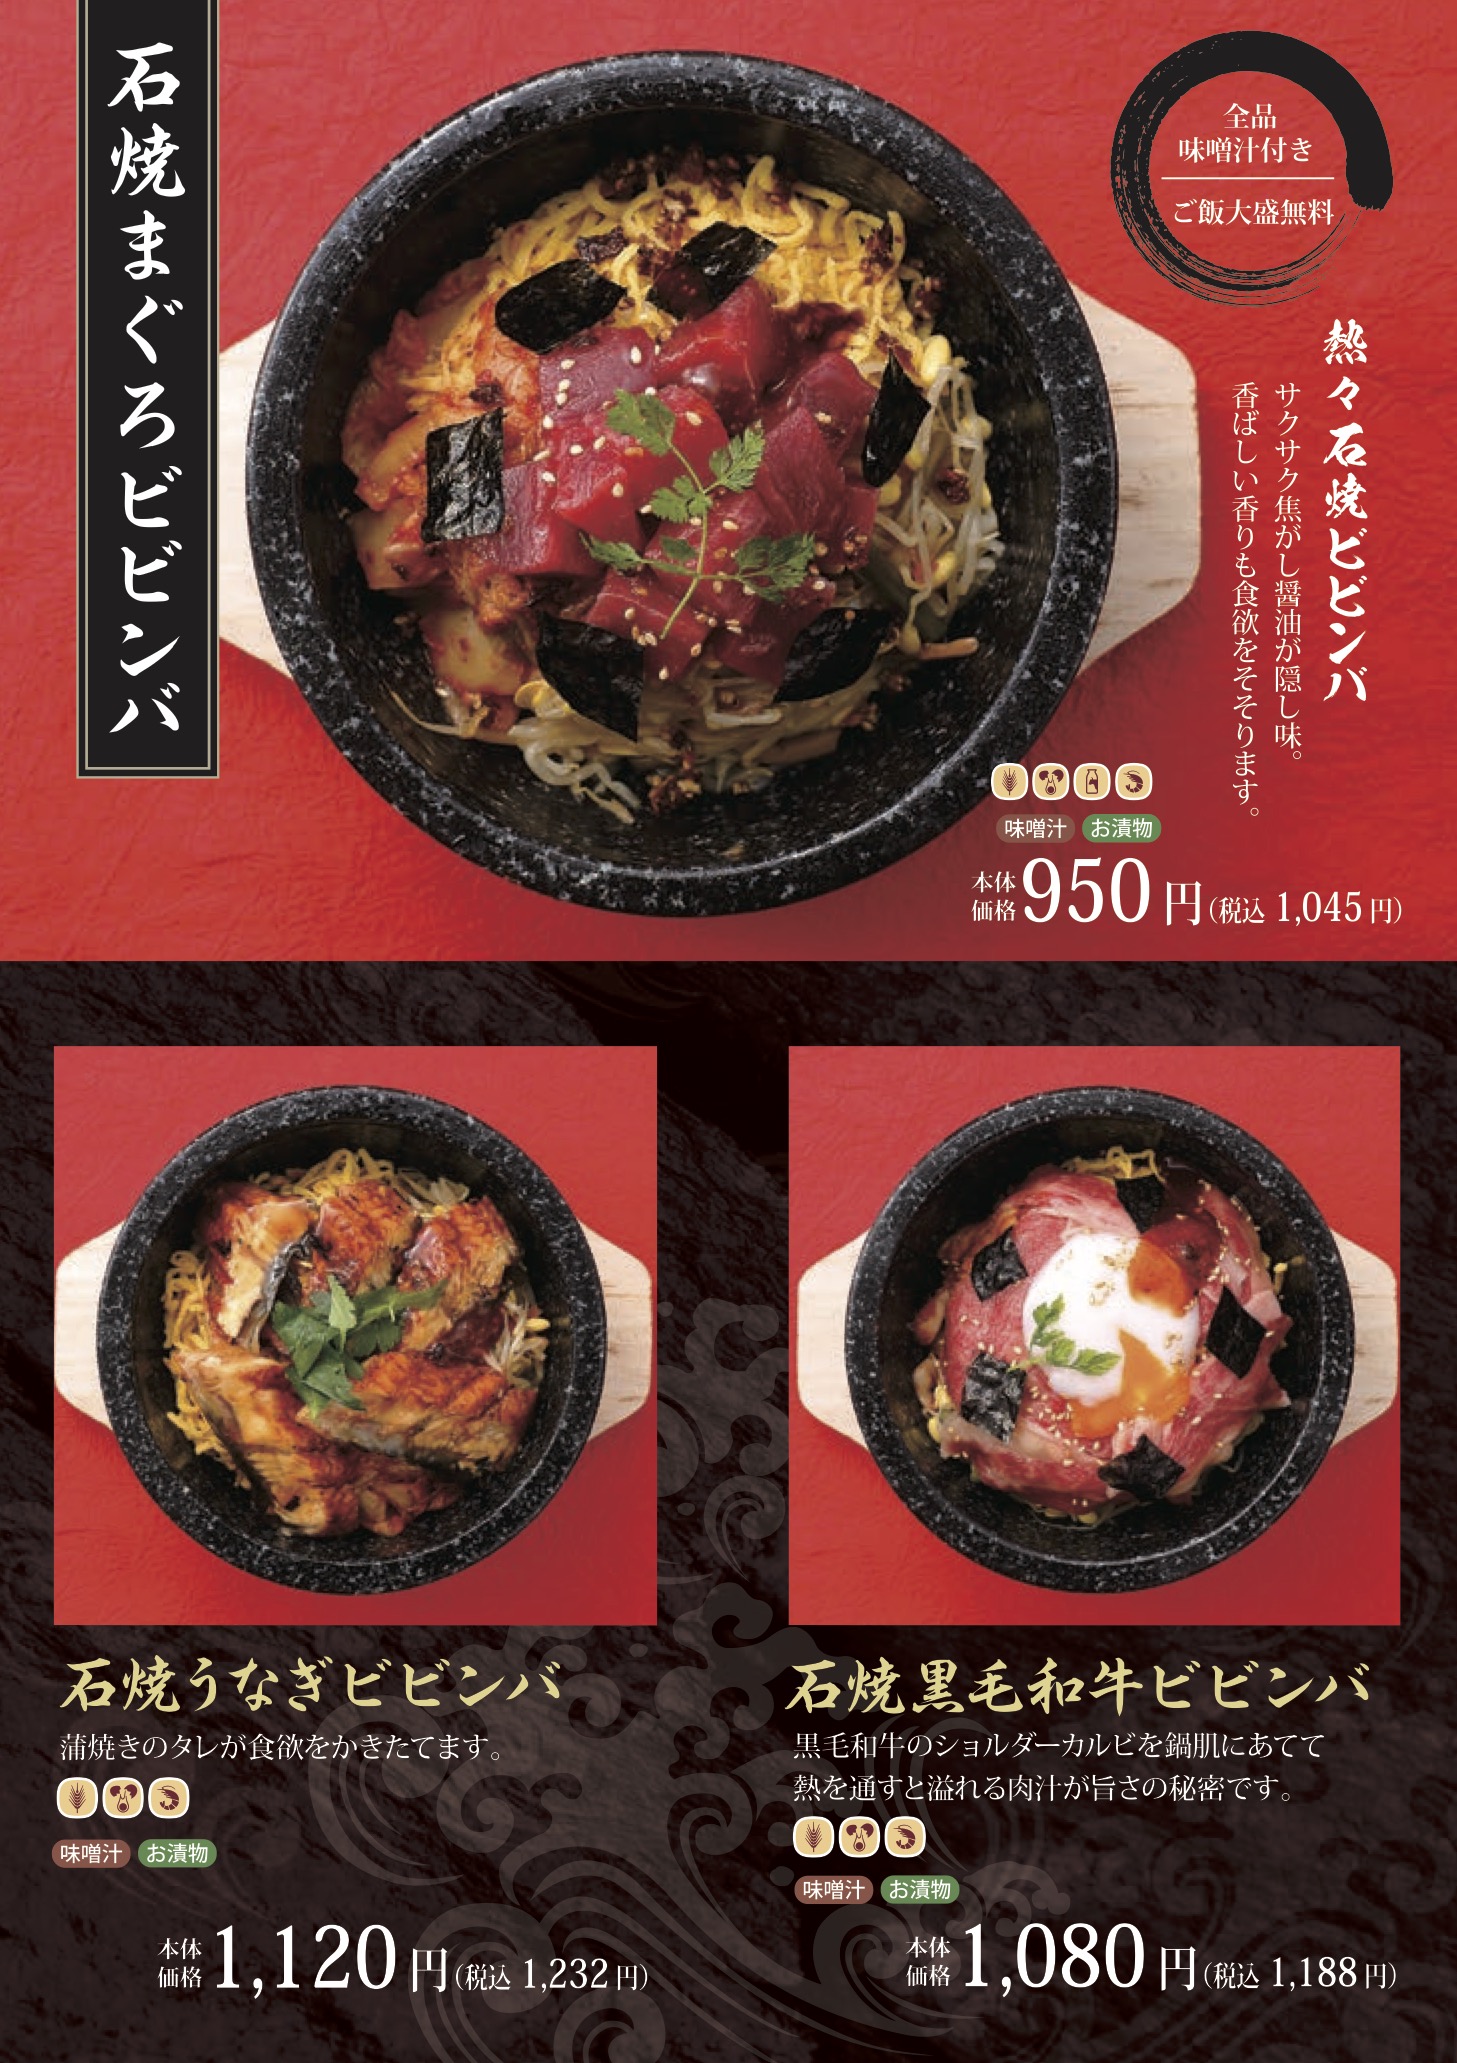 石焼まぐろビビンバ
全品
味噌汁付き
ご飯大盛無料
熱々石焼ビビンバ
サクサク焦がし醤油が隠し味。
香ばしい香りも食欲をそそります。
味噌汁 お漬物
本体価格 950円(税込 1,045円)
石焼うなぎビビンバ
蒲焼きのタレが食欲をかきたてます。
味噌汁 お漬物
本体価格 1,120円(税込 1,232円)
石焼黒毛和牛ビビンバ
黒毛和牛のショルダーカルビを鍋肌にあてて
熱を通すと溢れる肉汁が旨さの秘密です。
味噌汁 お漬物
本体価格 1,080円(税込 1,188円)